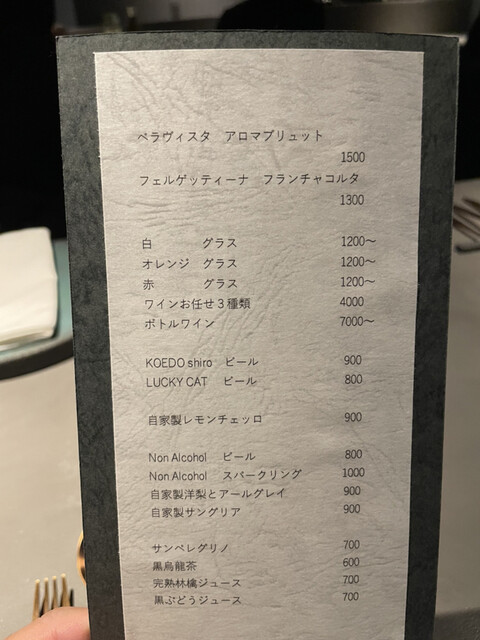 ペラヴィスタ　アロマブリュット
1500
フェルゲッティーナ　フランチャコルタ
1300
白　グラス　1200～
オレンジ　グラス　1200～
赤　グラス　1200～
ワインお任せ３種類　4000
ボトルワイン　7000～
KOEDO shiro　ビール　900
LUCKY CAT　ビール　800
自家製レモンチェッロ　900
Non Alcohol　ビール　800
Non Alcohol　スパークリング　1000
自家製洋梨とアールグレイ　900
自家製サングリア　900
サンペレグリノ　700
黒烏龍茶　600
完熟林檎ジュース　700
黒ぶどうジュース　700